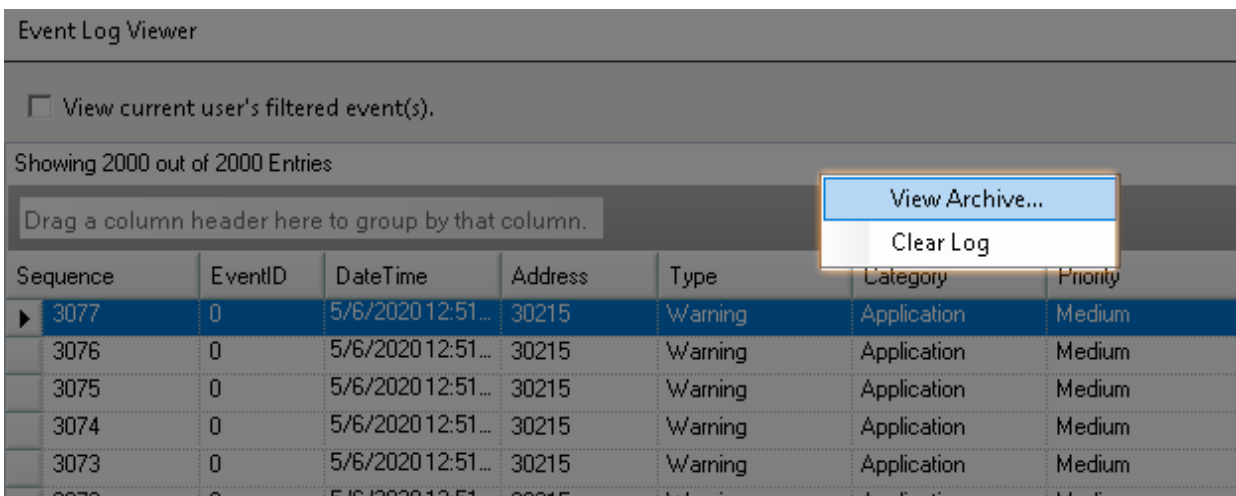 Event Log Viewer
View current user's filtered event(s).
Showing 2000 out of 2000 Entries
View Archive...
Drag a column header here to group by that column.
Clear Log
Sequence EventID DateTime Address Type Category Priority
3077 0 5/6/2020 12:51... 30215 Warning Application Medium
3076 0 5/6/2020 12:51... 30215 Warning Application Medium
3075 0 5/6/2020 12:51... 30215 Warning Application Medium
3074 0 5/6/2020 12:51... 30215 Warning Application Medium
3073 0 5/6/2020 12:51... 30215 Warning Application Medium